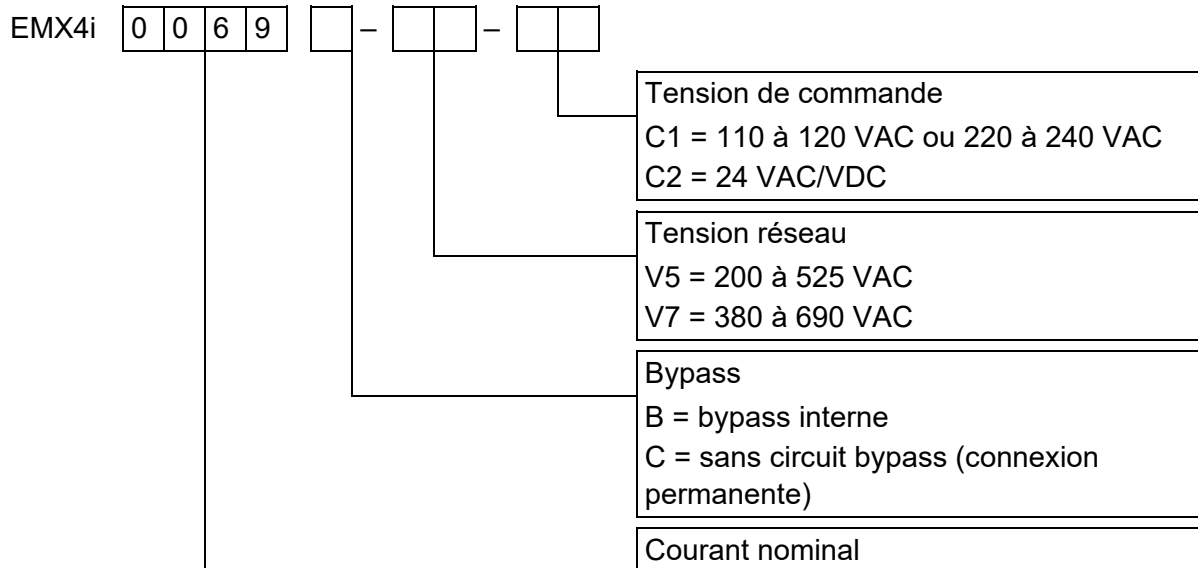 EMX4i 0 0 6 9 – –
Tension de commande
C1 = 110 à 120 VAC ou 220 à 240 VAC
C2 = 24 VAC/VDC
Tension réseau
V5 = 200 à 525 VAC
V7 = 380 à 690 VAC
Bypass
B = bypass interne
C = sans circuit bypass (connexion
permanente)
Courant nominal